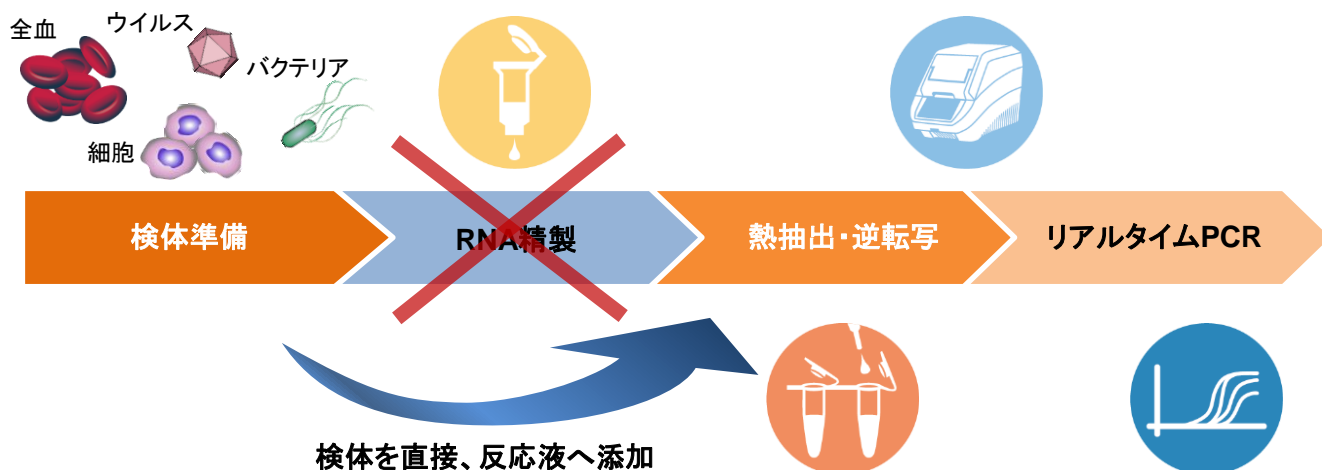 全血
ウイルス
バクテリア
細胞
検体準備
RNA精製
熱抽出・逆転写
リアルタイムPCR
検体を直接、反応液へ添加